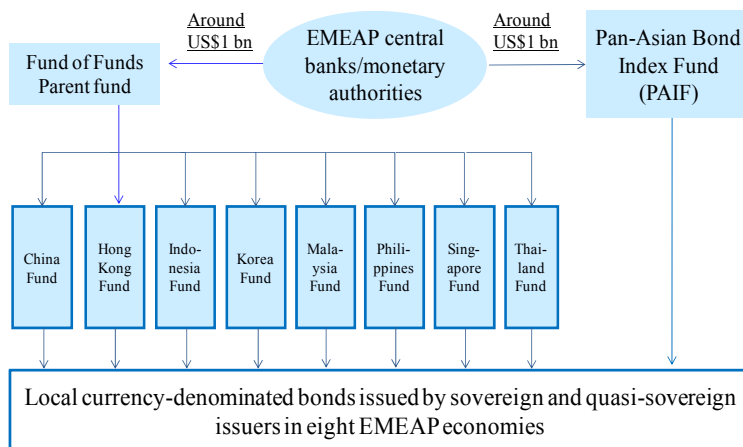 Around
US$1 bn
EMEAP central
banks/monetary
authorities
Around
US$1 bn
Pan-Asian Bond
Index Fund
(PAIF)
Fund of Funds
Parent fund
China
Fund
Hong
Kong
Fund
Indo-
nesia
Fund
Korea
Fund
Malay-
ysia
Fund
Phili-
ppines
Fund
Sing-
apore
Fund
Thai-
land
Fund
Local currency-denominated bonds issued by sovereign and quasi-sovereign
issuers in eight EMEAP economies